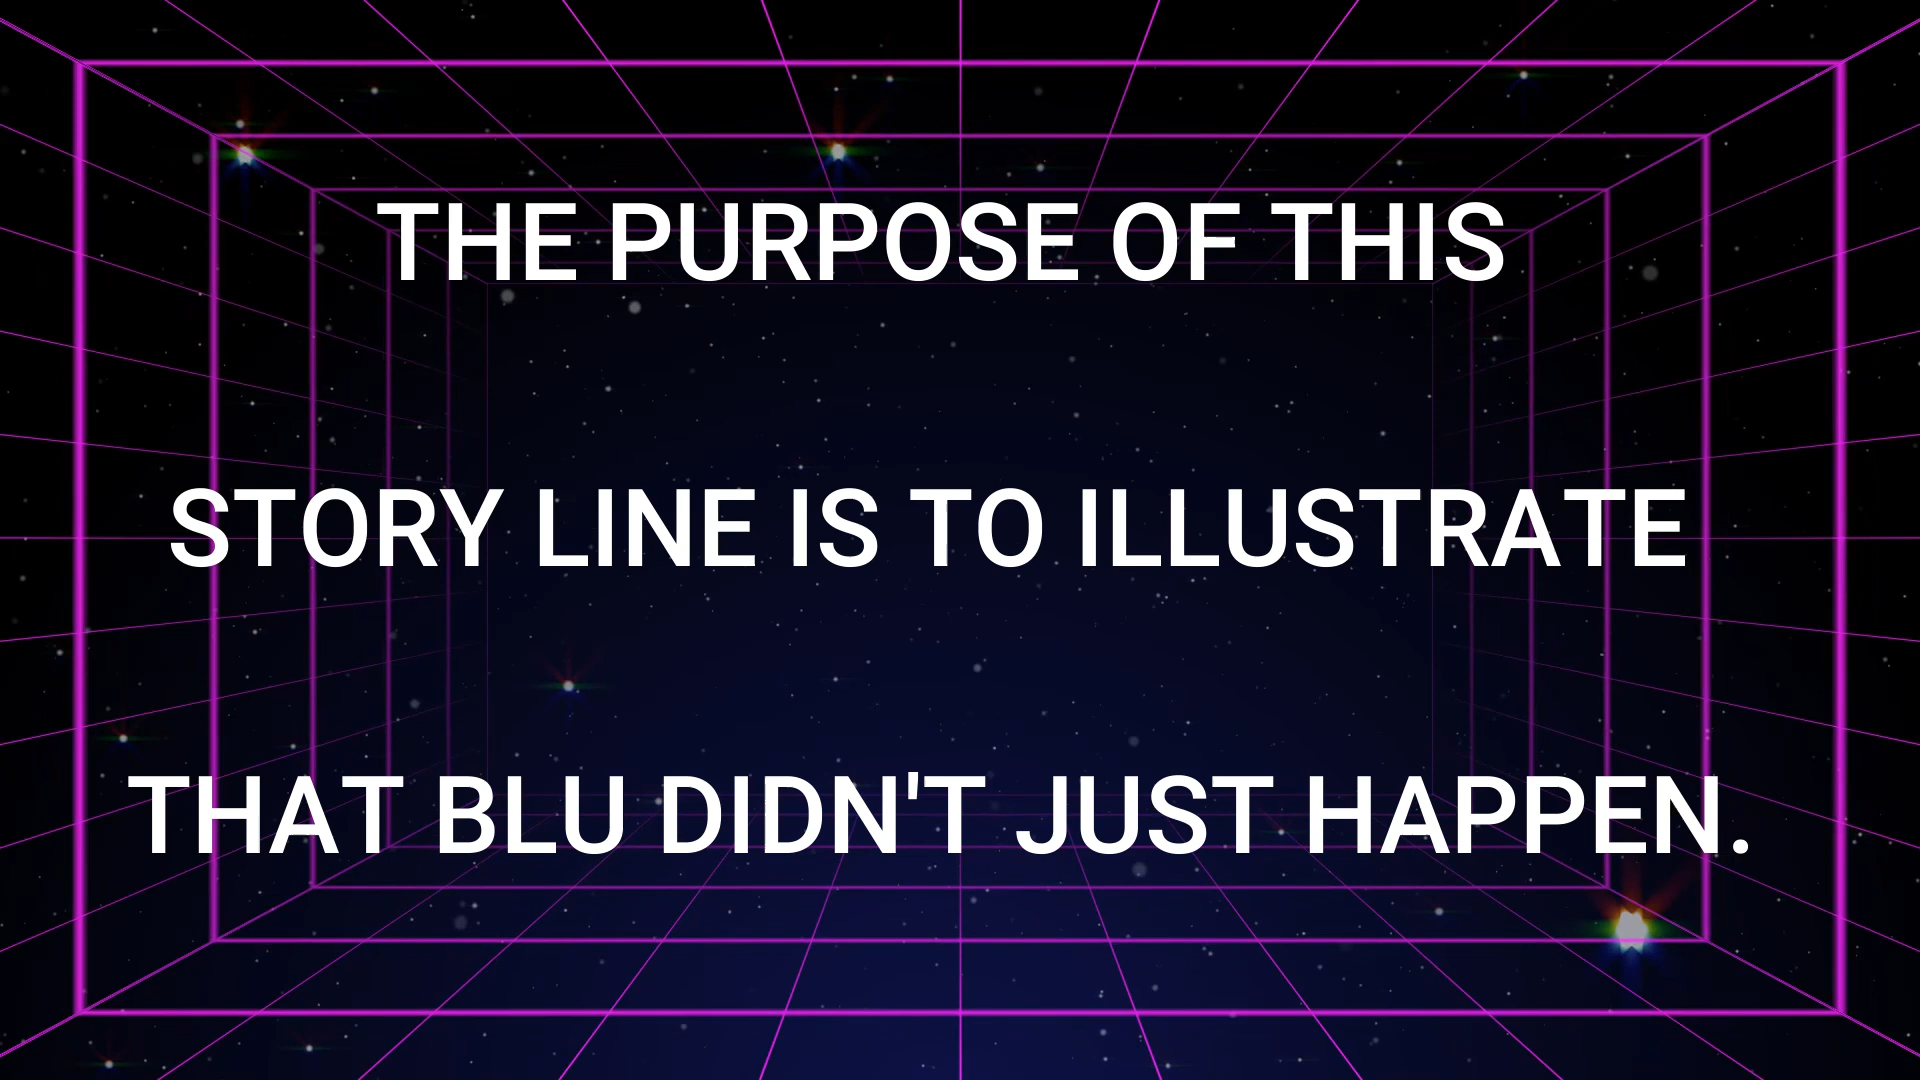 THE PURPOSE OF THIS
STORY LINE IS TO ILLUSTRATE
THAT BLU DIDN'T JUST HAPPEN.